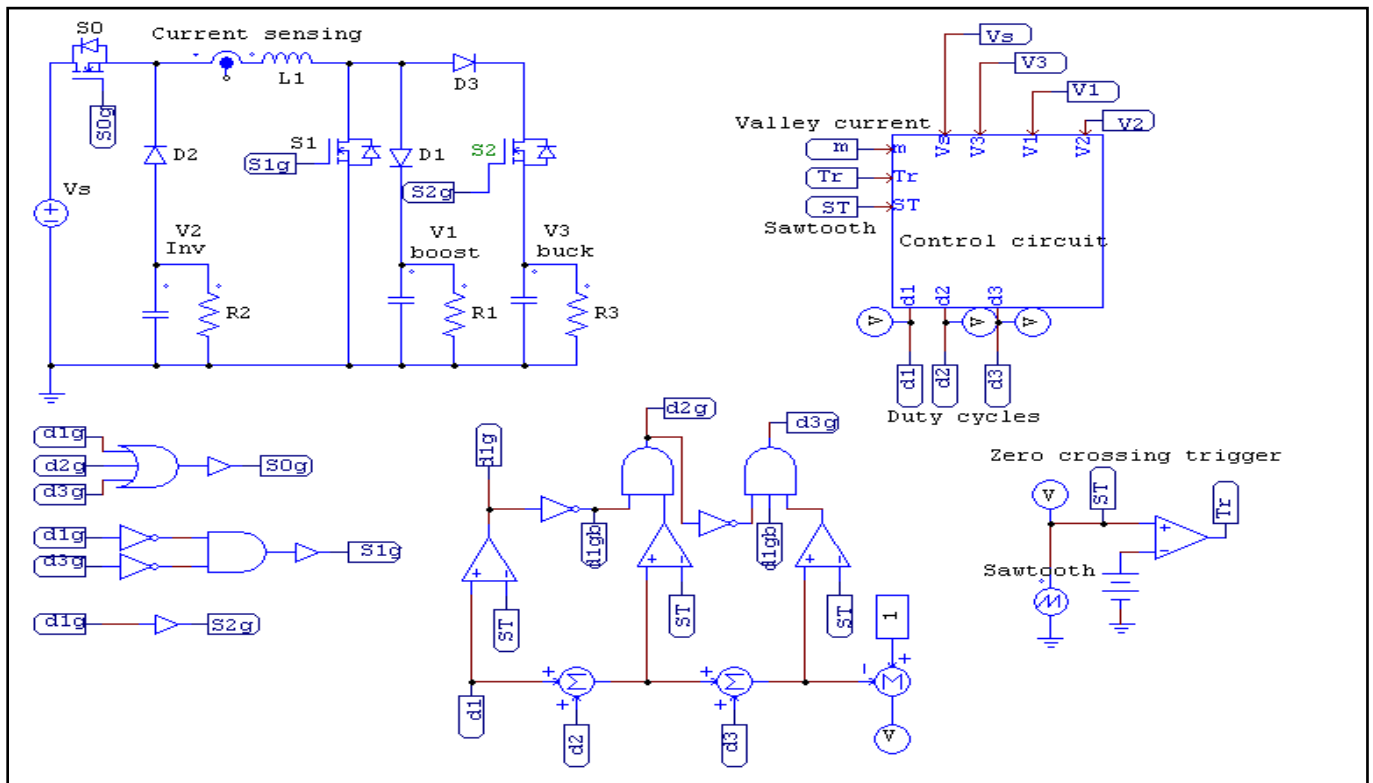 S0
Current sensing
L1
D3
S0g
D2
S1
S1g
D1
S2
S2g
Vs
V2
Inv
V1
boost
V3
buck
R2
R1
R3
Vs
V3
V1
V2
Valley current
m
Tr
ST
Sawtooth
m
Tr
ST
Vs
V3
V1
V2
Control circuit
d1
d2
d3
V
V
V
d1
d2
d3
Duty cycles
d1g
d2g
d3g
S0g
d1g
d3g
S1g
d1g
S2g
d1g
d2g
d3g
d1gb
d1gb
ST
ST
ST
1
d1
d2
d3
Σ
Σ
Σ
V
Zero crossing trigger
V
ST
Tr
Sawtooth